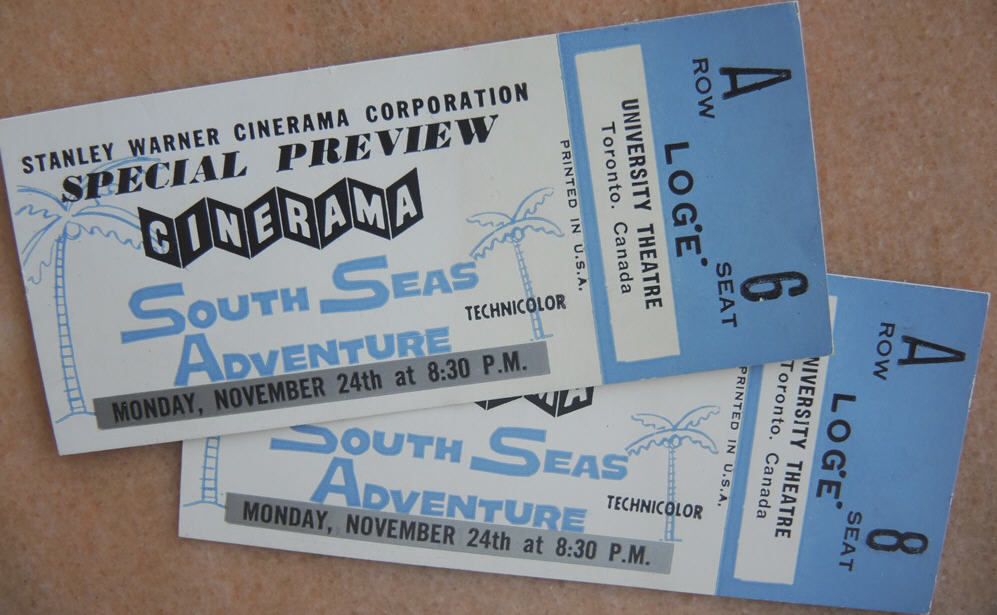 STANLEY WARNER CINERAMA CORPORATION
SPECIAL PREVIEW
CINERAMA
SOUTH SEAS
ADVENTURE
TECHNICOLOR
MONDAY, NOVEMBER 24th at 8:30 P.M.
PRINTED IN U.S.A.
UNIVERSITY THEATRE
Toronto. Canada
LOGE
ROW A
SEAT 6
SOUTH SEAS
ADVENTURE
TECHNICOLOR
MONDAY, NOVEMBER 24th at 8:30 P.M.
PRINTED IN U.S.A.
NIVERSITY THEATRE
Toronto. Canada
LOGE
ROW A
SEAT 8